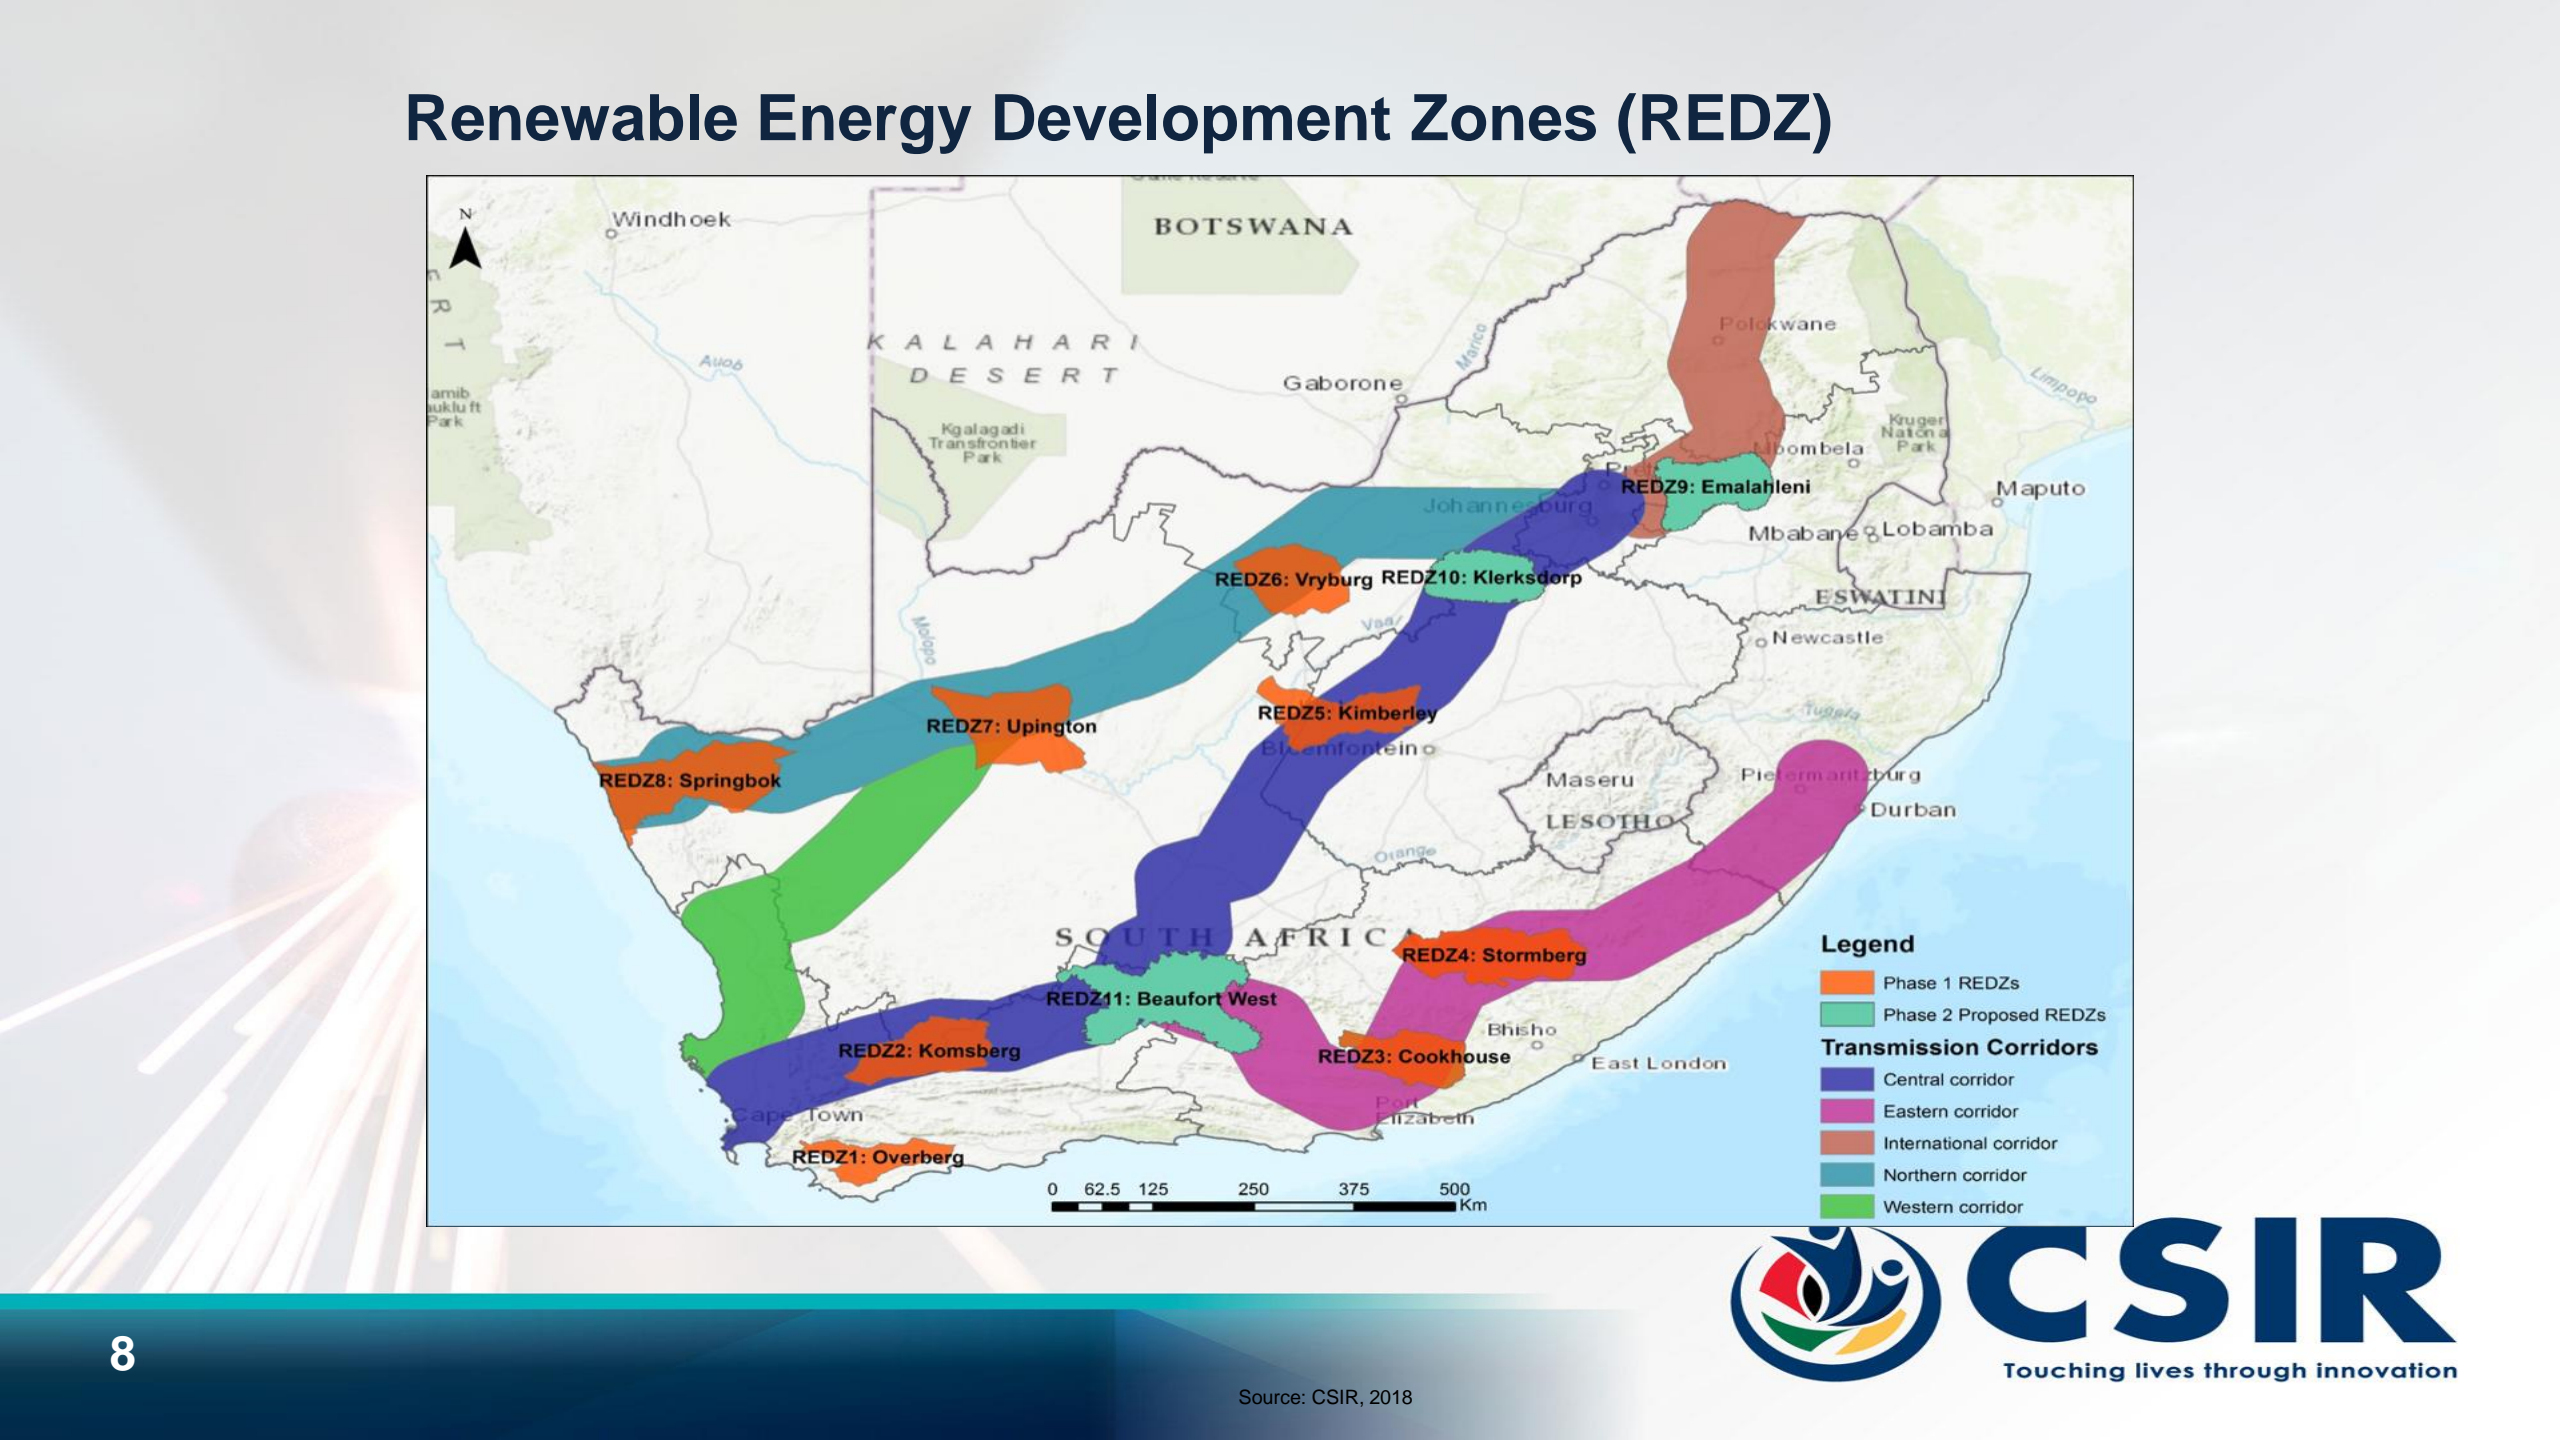 Renewable Energy Development Zones (REDZ)
N
Windhoek
BOTSWANA
KALAHARI
DESERT
Auob
Marico
Gaborone
Polokwane
Limpopo
Park
Kgalagadi
Transfrontier
Park
Kruger
Park
REDZ9: Emalahleni
Johannesburg
Maputo
Mbabane
Lobamba
REDZ6: Vryburg
REDZ10: Klerksdorp
ESWATINI
Vaal
Molopo
Newcastle
REDZ7: Upington
REDZ5: Kimberley
Bloemfontein
Tugela
REDZ8: Springbok
Maseru
Pietermaritzburg
LESOTHO
Durban
Orange
SOUTH AFRICA
REDZ4: Stormberg
REDZ11: Beaufort West
Bhisho
REDZ2: Komsberg
REDZ3: Cookhouse
East London
Cape Town
Port
Elizabeth
REDZ1: Overberg
0 62.5 125 250 375 500
Km
Legend
Phase 1 REDZs
Phase 2 Proposed REDZs
Transmission Corridors
Central corridor
Eastern corridor
International corridor
Northern corridor
Western corridor
CSIR
Touching lives through innovation
8
Source: CSIR, 2018